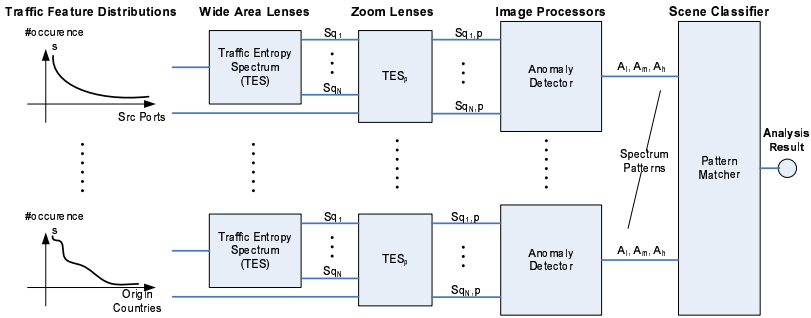 Traffic Feature Distributions
Wide Area Lenses
Zoom Lenses
Image Processors
Scene Classifier
#occurence
s
Src Ports
Traffic Entropy
Spectrum
(TES)
Sq1
SqN
TESp
Sq1,p
SqN,p
Anomaly
Detector
Al, Am, Ah
Spectrum
Patterns
Pattern
Matcher
Analysis
Result
#occurence
s
Origin
Countries
Traffic Entropy
Spectrum
(TES)
Sq1
SqN
TESp
Sq1,p
SqN,p
Anomaly
Detector
Al, Am, Ah